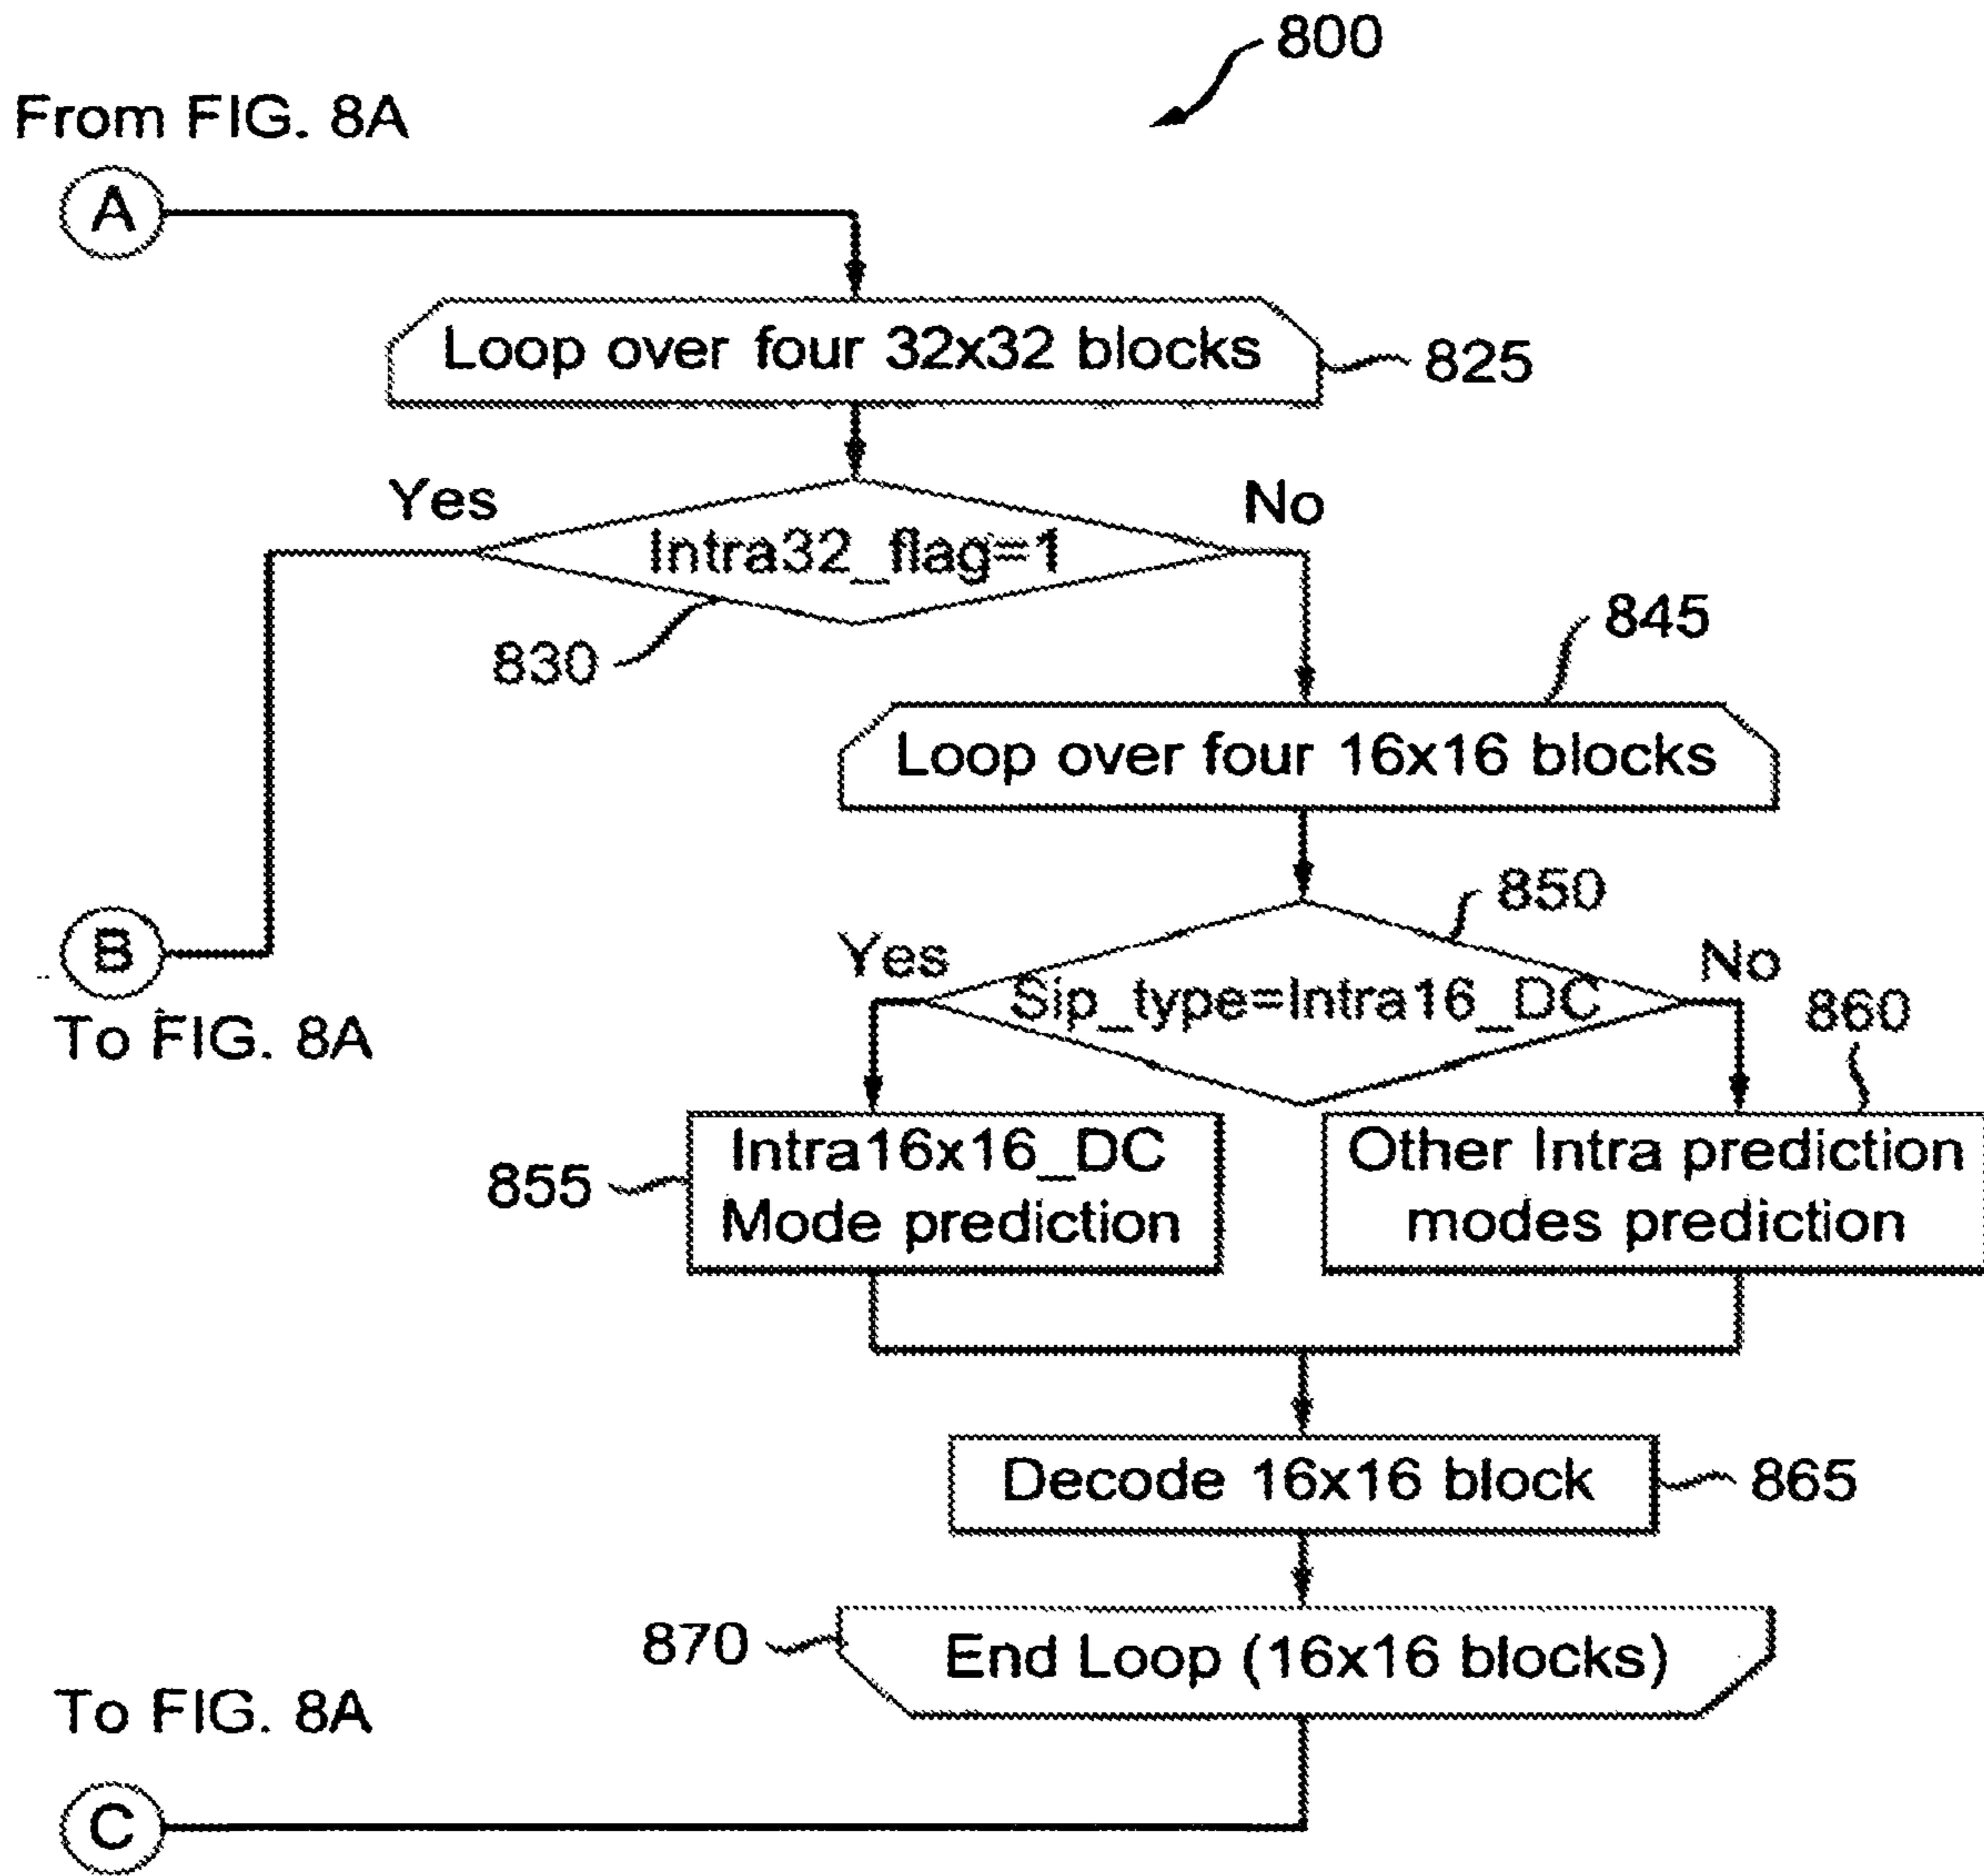 800
From FIG. 8A
A
Loop over four 32x32 blocks
825
Yes
No
Intra32_flag=1
830
845
Loop over four 16x16 blocks
850
B
To FIG. 8A
Yes
No
Sip_type=Intra16_DC
860
855
Intra16x16_DC
Mode prediction
Other Intra prediction
modes prediction
Decode 16x16 block
865
870
End Loop (16x16 blocks)
To FIG. 8A
C